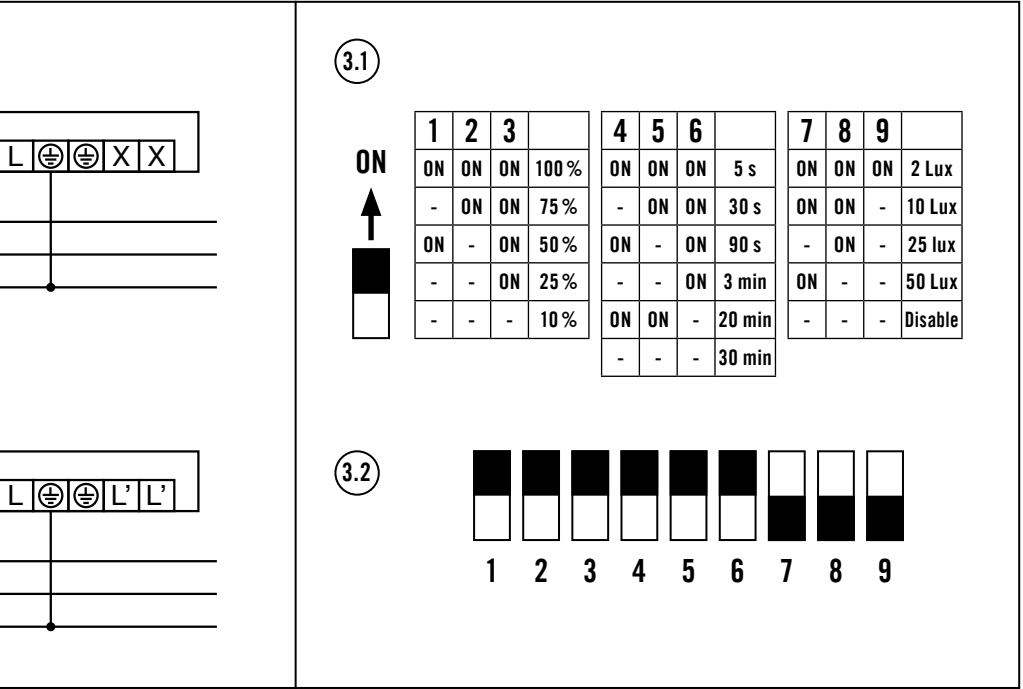 L X X
L L' L'
3.1
ON
1 2 3
ON ON ON 100 %
- ON ON 75 %
ON - ON 50 %
- - ON 25 %
- - - 10 %
4 5 6
ON ON ON 5 s
- ON ON 30 s
ON - ON 90 s
- - ON 3 min
ON ON - 20 min
- - - 30 min
7 8 9
ON ON ON 2 Lux
ON ON - 10 Lux
- ON - 25 lux
ON - - 50 Lux
- - - Disable
3.2
1 2 3 4 5 6 7 8 9